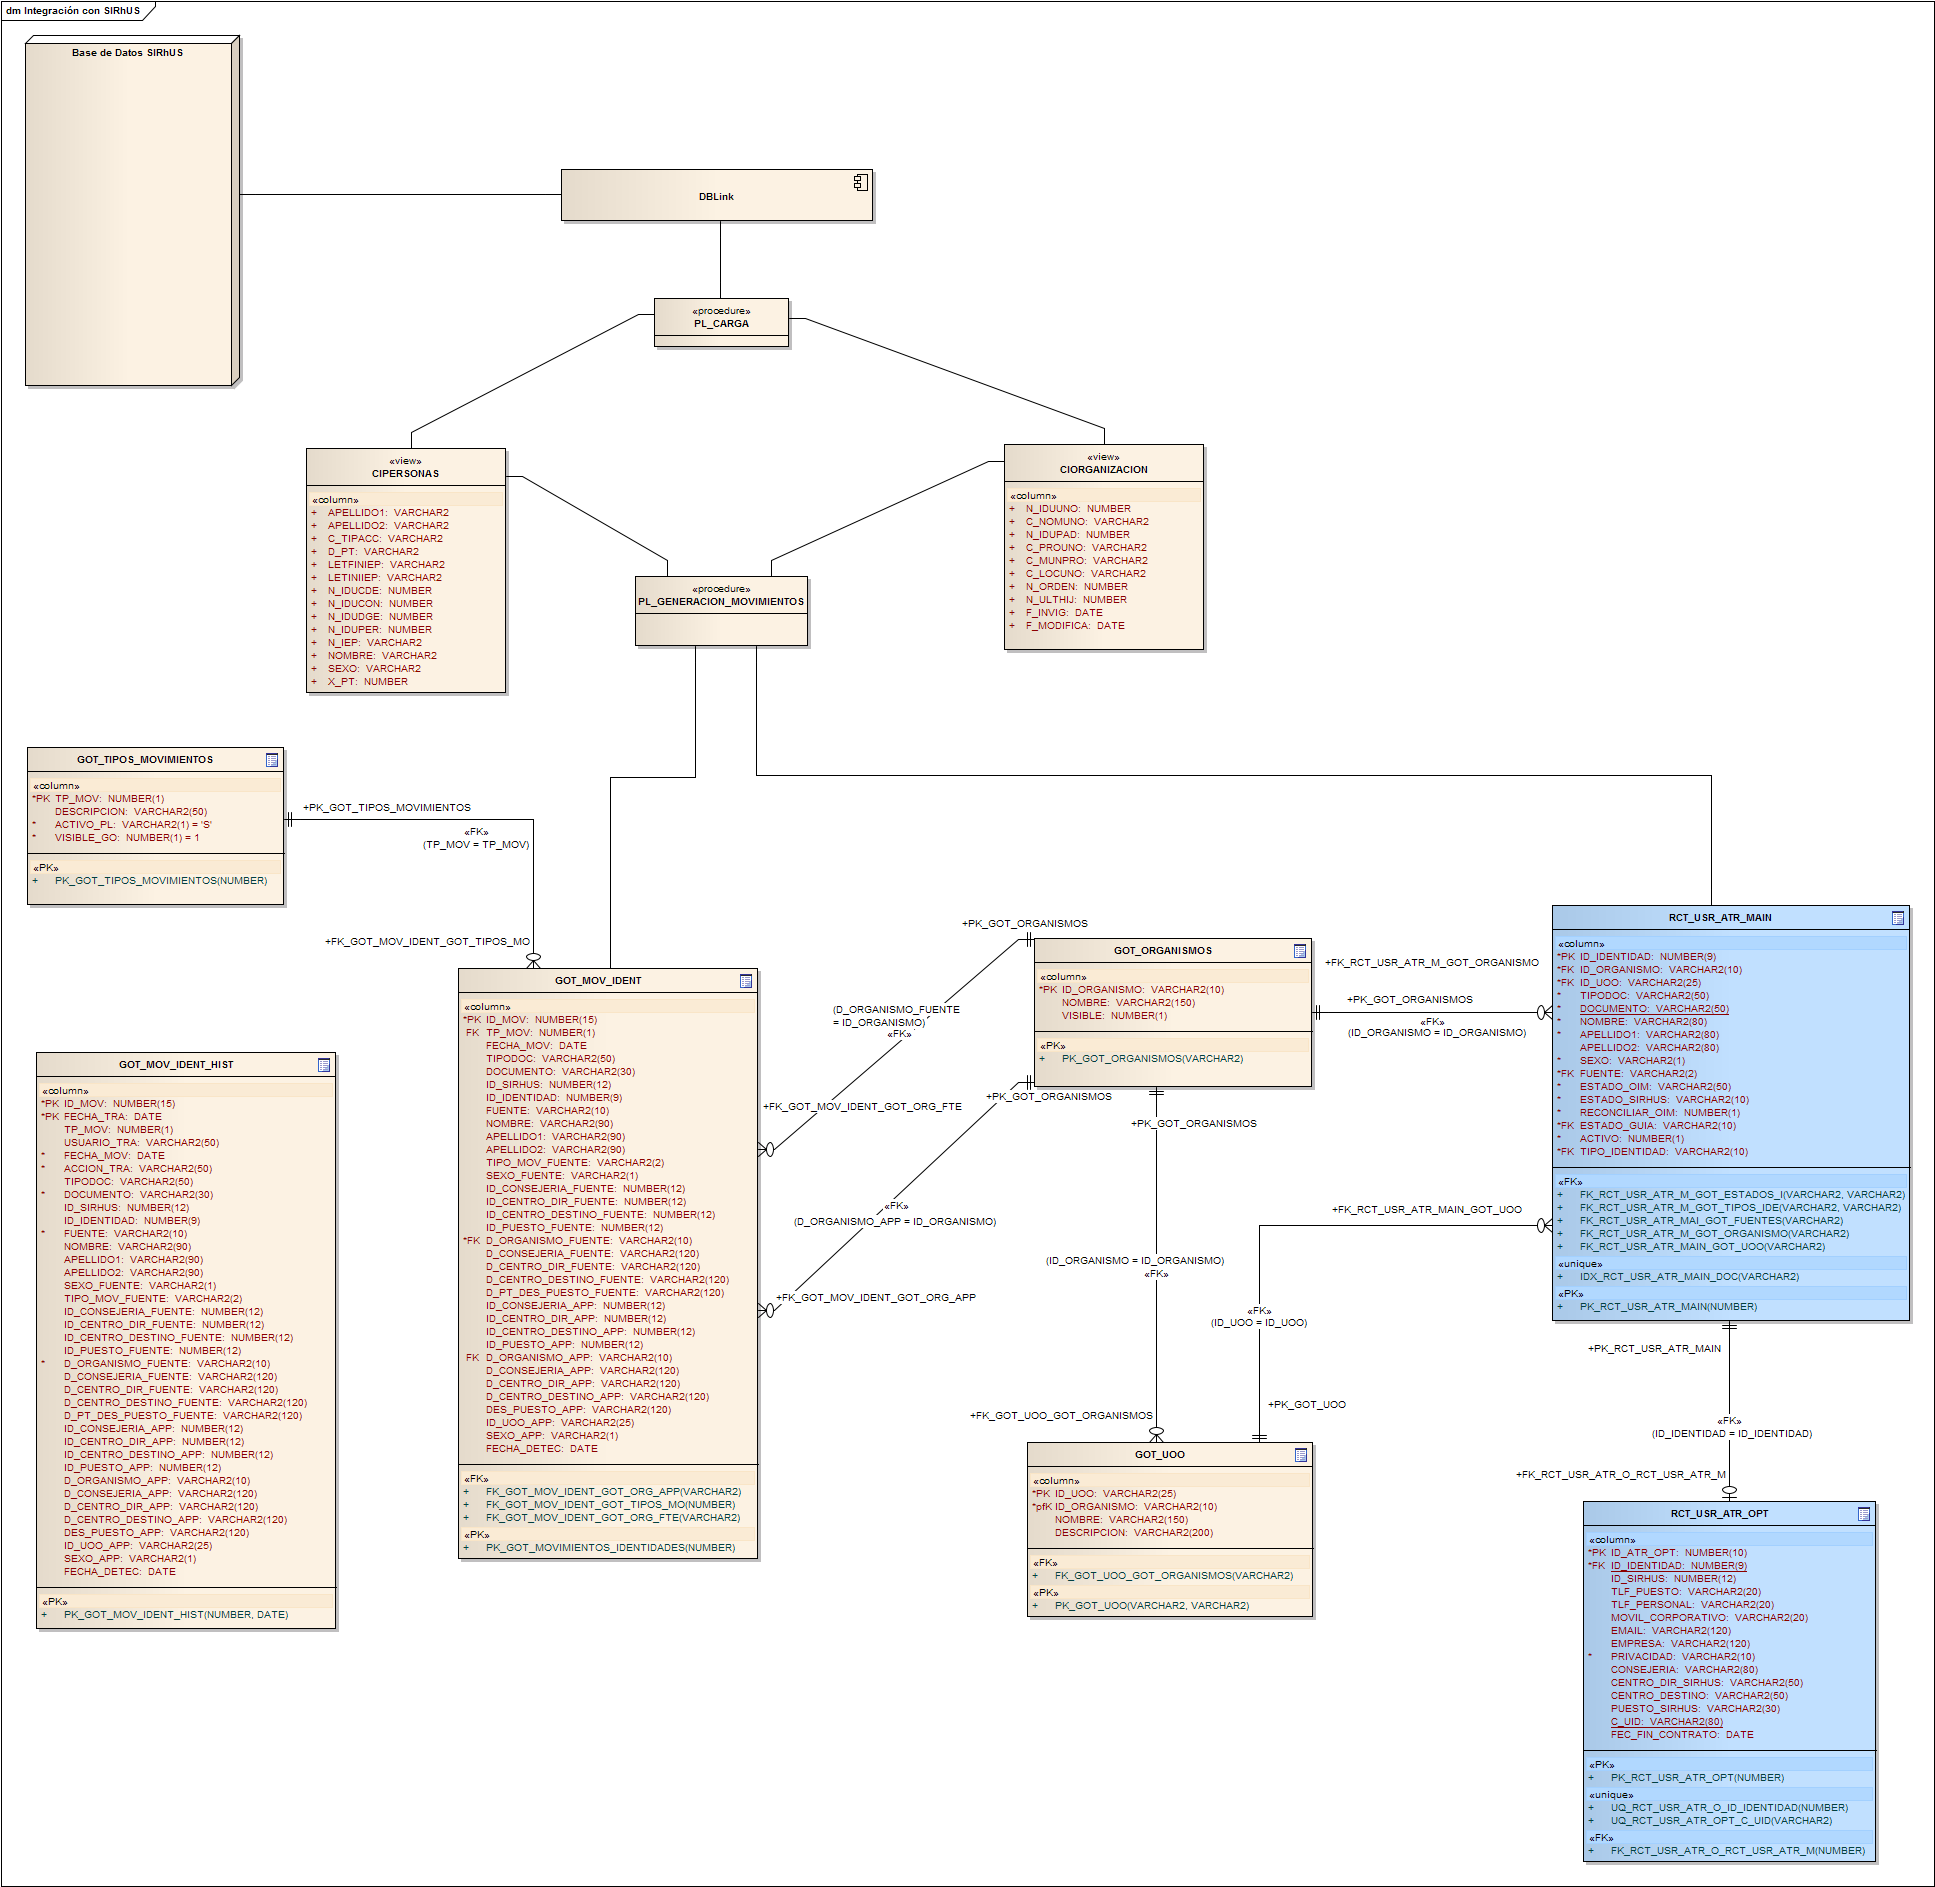 dm Integración con SIRhUS
Base de Datos SIRhUS
DBLink
«procedure»
PL_CARGA
«view»
CIPERSONAS
«column»
+ APELLIDO1: VARCHAR2
+ APELLIDO2: VARCHAR2
+ C_TIPACC: VARCHAR2
+ D_PT: VARCHAR2
+ LETFINIEP: VARCHAR2
+ LETINIIEP: VARCHAR2
+ N_IDUCDE: NUMBER
+ N_IDUCON: NUMBER
+ N_IDUDGE: NUMBER
+ N_IDUPER: NUMBER
+ N_IEP: VARCHAR2
+ NOMBRE: VARCHAR2
+ SEXO: VARCHAR2
+ X_PT: NUMBER
«view»
CIORGANIZACION
«column»
+ N_IDUUNO: NUMBER
+ C_NOMUNO: VARCHAR2
+ N_IDUPAD: NUMBER
+ C_PROUNO: VARCHAR2
+ C_MUNPRO: VARCHAR2
+ C_LOCUNO: VARCHAR2
+ N_ORDEN: NUMBER
+ N_ULTHIJ: NUMBER
+ F_INVIG: DATE
+ F_MODIFICA: DATE
«procedure»
PL_GENERACION_MOVIMIENTOS
GOT_TIPOS_MOVIMIENTOS
«column»
*PK TP_MOV: NUMBER(1)
DESCRIPCION: VARCHAR2(50)
* ACTIVO_PL: VARCHAR2(1) = 'S'
* VISIBLE_GO: NUMBER(1) = 1
«PK»
+ PK_GOT_TIPOS_MOVIMIENTOS(NUMBER)
+PK_GOT_TIPOS_MOVIMIENTOS
«FK»
(TP_MOV = TP_MOV)
+FK_GOT_MOV_IDENT_GOT_TIPOS_MO
GOT_MOV_IDENT_HIST
«column»
*PK ID_MOV: NUMBER(15)
*PK FECHA_TRA: DATE
TP_MOV: NUMBER(1)
USUARIO_TRA: VARCHAR2(50)
* FECHA_MOV: DATE
* ACCION_TRA: VARCHAR2(50)
TIPODOC: VARCHAR2(50)
* DOCUMENTO: VARCHAR2(30)
ID_SIRHUS: NUMBER(12)
ID_IDENTIDAD: NUMBER(9)
* FUENTE: VARCHAR2(10)
NOMBRE: VARCHAR2(90)
APELLIDO1: VARCHAR2(90)
APELLIDO2: VARCHAR2(90)
SEXO_FUENTE: VARCHAR2(1)
TIPO_MOV_FUENTE: VARCHAR2(2)
ID_CONSEJERIA_FUENTE: NUMBER(12)
ID_CENTRO_DIR_FUENTE: NUMBER(12)
ID_CENTRO_DESTINO_FUENTE: NUMBER(12)
ID_PUESTO_FUENTE: NUMBER(12)
* D_ORGANISMO_FUENTE: VARCHAR2(10)
D_CONSEJERIA_FUENTE: VARCHAR2(120)
D_CENTRO_DIR_FUENTE: VARCHAR2(120)
D_CENTRO_DESTINO_FUENTE: VARCHAR2(120)
D_PT_DES_PUESTO_FUENTE: VARCHAR2(120)
ID_CONSEJERIA_APP: NUMBER(12)
ID_CENTRO_DIR_APP: NUMBER(12)
ID_CENTRO_DESTINO_APP: NUMBER(12)
ID_PUESTO_APP: NUMBER(12)
D_ORGANISMO_APP: VARCHAR2(10)
D_CONSEJERIA_APP: VARCHAR2(120)
D_CENTRO_DIR_APP: VARCHAR2(120)
D_CENTRO_DESTINO_APP: VARCHAR2(120)
DES_PUESTO_APP: VARCHAR2(120)
ID_UOO_APP: VARCHAR2(25)
SEXO_APP: VARCHAR2(1)
FECHA_DETEC: DATE
«PK»
+ PK_GOT_MOV_IDENT_HIST(NUMBER, DATE)
GOT_MOV_IDENT
«column»
*PK ID_MOV: NUMBER(15)
FK TP_MOV: NUMBER(1)
FECHA_MOV: DATE
TIPODOC: VARCHAR2(50)
DOCUMENTO: VARCHAR2(30)
ID_SIRHUS: NUMBER(12)
ID_IDENTIDAD: NUMBER(9)
FUENTE: VARCHAR2(10)
NOMBRE: VARCHAR2(90)
APELLIDO1: VARCHAR2(90)
APELLIDO2: VARCHAR2(90)
TIPO_MOV_FUENTE: VARCHAR2(2)
SEXO_FUENTE: VARCHAR2(1)
ID_CONSEJERIA_FUENTE: NUMBER(12)
ID_CENTRO_DIR_FUENTE: NUMBER(12)
ID_CENTRO_DESTINO_FUENTE: NUMBER(12)
ID_PUESTO_FUENTE: NUMBER(12)
*FK D_ORGANISMO_FUENTE: VARCHAR2(10)
D_CONSEJERIA_FUENTE: VARCHAR2(120)
D_CENTRO_DIR_FUENTE: VARCHAR2(120)
D_CENTRO_DESTINO_FUENTE: VARCHAR2(120)
D_PT_DES_PUESTO_FUENTE: VARCHAR2(120)
ID_CONSEJERIA_APP: NUMBER(12)
ID_CENTRO_DIR_APP: NUMBER(12)
ID_CENTRO_DESTINO_APP: NUMBER(12)
ID_PUESTO_APP: NUMBER(12)
FK D_ORGANISMO_APP: VARCHAR2(10)
D_CONSEJERIA_APP: VARCHAR2(120)
D_CENTRO_DIR_APP: VARCHAR2(120)
D_CENTRO_DESTINO_APP: VARCHAR2(120)
DES_PUESTO_APP: VARCHAR2(120)
ID_UOO_APP: VARCHAR2(25)
SEXO_APP: VARCHAR2(1)
FECHA_DETEC: DATE
«FK»
+ FK_GOT_MOV_IDENT_GOT_ORG_APP(VARCHAR2)
+ FK_GOT_MOV_IDENT_GOT_TIPOS_MO(NUMBER)
+ FK_GOT_MOV_IDENT_GOT_ORG_FTE(VARCHAR2)
«PK»
+ PK_GOT_MOVIMIENTOS_IDENTIDADES(NUMBER)
+PK_GOT_ORGANISMOS
(D_ORGANISMO_FUENTE
= ID_ORGANISMO)
«FK»
+FK_GOT_MOV_IDENT_GOT_ORG_FTE
+PK_GOT_ORGANISMOS
«FK»
(D_ORGANISMO_APP = ID_ORGANISMO)
+FK_GOT_MOV_IDENT_GOT_ORG_APP
GOT_ORGANISMOS
«column»
*PK ID_ORGANISMO: VARCHAR2(10)
NOMBRE: VARCHAR2(150)
VISIBLE: NUMBER(1)
«PK»
+ PK_GOT_ORGANISMOS(VARCHAR2)
+FK_RCT_USR_ATR_M_GOT_ORGANISMO
+PK_GOT_ORGANISMOS
«FK»
(ID_ORGANISMO = ID_ORGANISMO)
+PK_GOT_ORGANISMOS
(ID_ORGANISMO = ID_ORGANISMO)
«FK»
+FK_GOT_UOO_GOT_ORGANISMOS
+FK_RCT_USR_ATR_MAIN_GOT_UOO
«FK»
(ID_UOO = ID_UOO)
+PK_GOT_UOO
GOT_UOO
«column»
*PK ID_UOO: VARCHAR2(25)
*pfK ID_ORGANISMO: VARCHAR2(10)
NOMBRE: VARCHAR2(150)
DESCRIPCION: VARCHAR2(200)
«FK»
+ FK_GOT_UOO_GOT_ORGANISMOS(VARCHAR2)
«PK»
+ PK_GOT_UOO(VARCHAR2, VARCHAR2)
RCT_USR_ATR_MAIN
«column»
*PK ID_IDENTIDAD: NUMBER(9)
*FK ID_ORGANISMO: VARCHAR2(10)
*FK ID_UOO: VARCHAR2(25)
* TIPODOC: VARCHAR2(50)
* DOCUMENTO: VARCHAR2(50)
* NOMBRE: VARCHAR2(80)
* APELLIDO1: VARCHAR2(80)
APELLIDO2: VARCHAR2(80)
* SEXO: VARCHAR2(1)
*FK FUENTE: VARCHAR2(2)
* ESTADO_OIM: VARCHAR2(50)
* ESTADO_SIRHUS: VARCHAR2(10)
* RECONCILIAR_OIM: NUMBER(1)
*FK ESTADO_GUIA: VARCHAR2(10)
* ACTIVO: NUMBER(1)
*FK TIPO_IDENTIDAD: VARCHAR2(10)
«FK»
+ FK_RCT_USR_ATR_M_GOT_ESTADOS_I(VARCHAR2, VARCHAR2)
+ FK_RCT_USR_ATR_M_GOT_TIPOS_IDE(VARCHAR2, VARCHAR2)
+ FK_RCT_USR_ATR_MAI_GOT_FUENTES(VARCHAR2)
+ FK_RCT_USR_ATR_M_GOT_ORGANISMO(VARCHAR2)
+ FK_RCT_USR_ATR_MAIN_GOT_UOO(VARCHAR2)
«unique»
+ IDX_RCT_USR_ATR_MAIN_DOC(VARCHAR2)
«PK»
+ PK_RCT_USR_ATR_MAIN(NUMBER)
+PK_RCT_USR_ATR_MAIN
«FK»
(ID_IDENTIDAD = ID_IDENTIDAD)
+FK_RCT_USR_ATR_O_RCT_USR_ATR_M
RCT_USR_ATR_OPT
«column»
*PK ID_ATR_OPT: NUMBER(10)
*FK ID_IDENTIDAD: NUMBER(9)
ID_SIRHUS: NUMBER(12)
TLF_PUESTO: VARCHAR2(20)
TLF_PERSONAL: VARCHAR2(20)
MOVIL_CORPORATIVO: VARCHAR2(20)
EMAIL: VARCHAR2(120)
EMPRESA: VARCHAR2(120)
* PRIVACIDAD: VARCHAR2(10)
CONSEJERIA: VARCHAR2(80)
CENTRO_DIR_SIRHUS: VARCHAR2(50)
CENTRO_DESTINO: VARCHAR2(50)
PUESTO_SIRHUS: VARCHAR2(30)
C_UID: VARCHAR2(80)
FEC_FIN_CONTRATO: DATE
«PK»
+ PK_RCT_USR_ATR_OPT(NUMBER)
«unique»
+ UQ_RCT_USR_ATR_O_ID_IDENTIDAD(NUMBER)
+ UQ_RCT_USR_ATR_OPT_C_UID(VARCHAR2)
«FK»
+ FK_RCT_USR_ATR_O_RCT_USR_ATR_M(NUMBER)